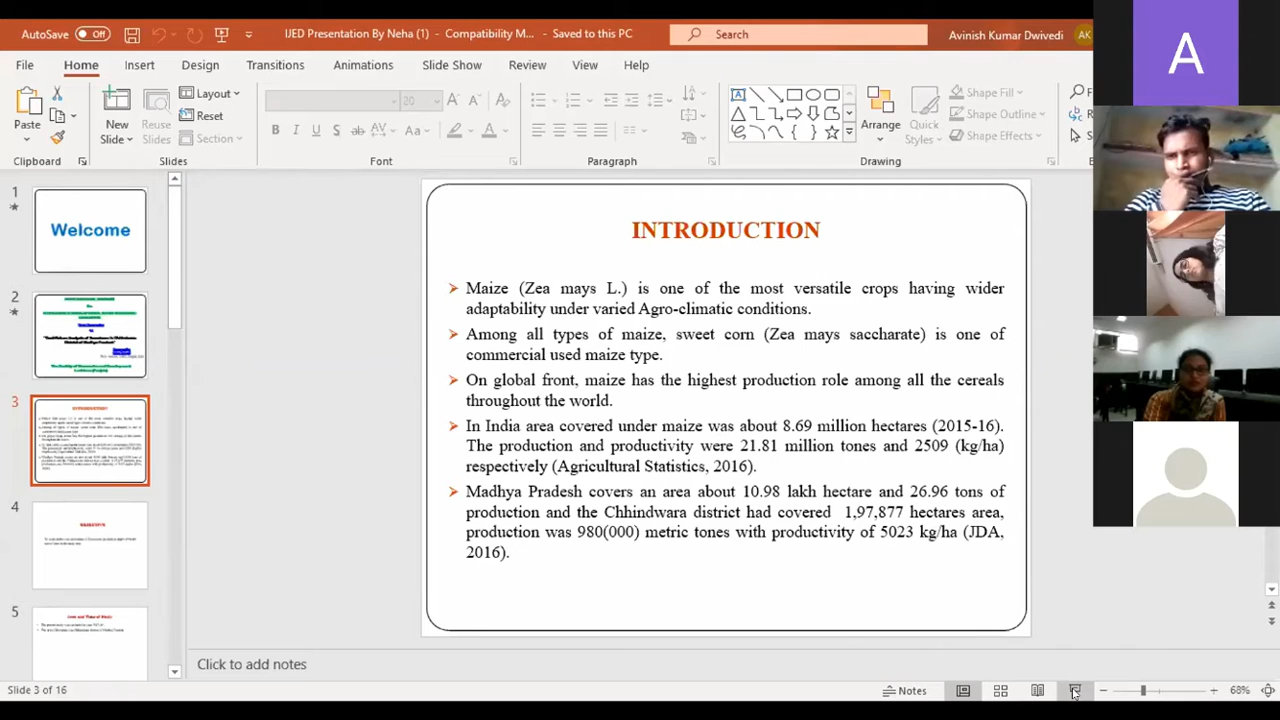 AutoSave Off IJED Presentation By Neha (1) - Compatibility M... - Saved to this PC Search Avinish Kumar Dwivedi AK
File Home Insert Design Transitions Animations Slide Show Review View Help
Paste New Slide Reuse Slides Layout Reset Section 20 Arrange Quick Styles Shape Fill Shape Outline Shape Effects
Clipboard Slides Font Paragraph Drawing
1
Welcome
2
3
4
5
INTRODUCTION
Maize (Zea mays L.) is one of the most versatile crops having wider
adaptability under varied Agro-climatic conditions.
Among all types of maize, sweet corn (Zea mays saccharate) is one of
commercial used maize type.
On global front, maize has the highest production role among all the cereals
throughout the world.
In India area covered under maize was about 8.69 million hectares (2015-16).
The production and productivity were 21.81 million tones and 2509 (kg/ha)
respectively (Agricultural Statistics, 2016).
Madhya Pradesh covers an area about 10.98 lakh hectare and 26.96 tons of
production and the Chhindwara district had covered 1,97,877 hectares area,
production was 980(000) metric tones with productivity of 5023 kg/ha (JDA,
2016).
A
Click to add notes
Slide 3 of 16 Notes 68%